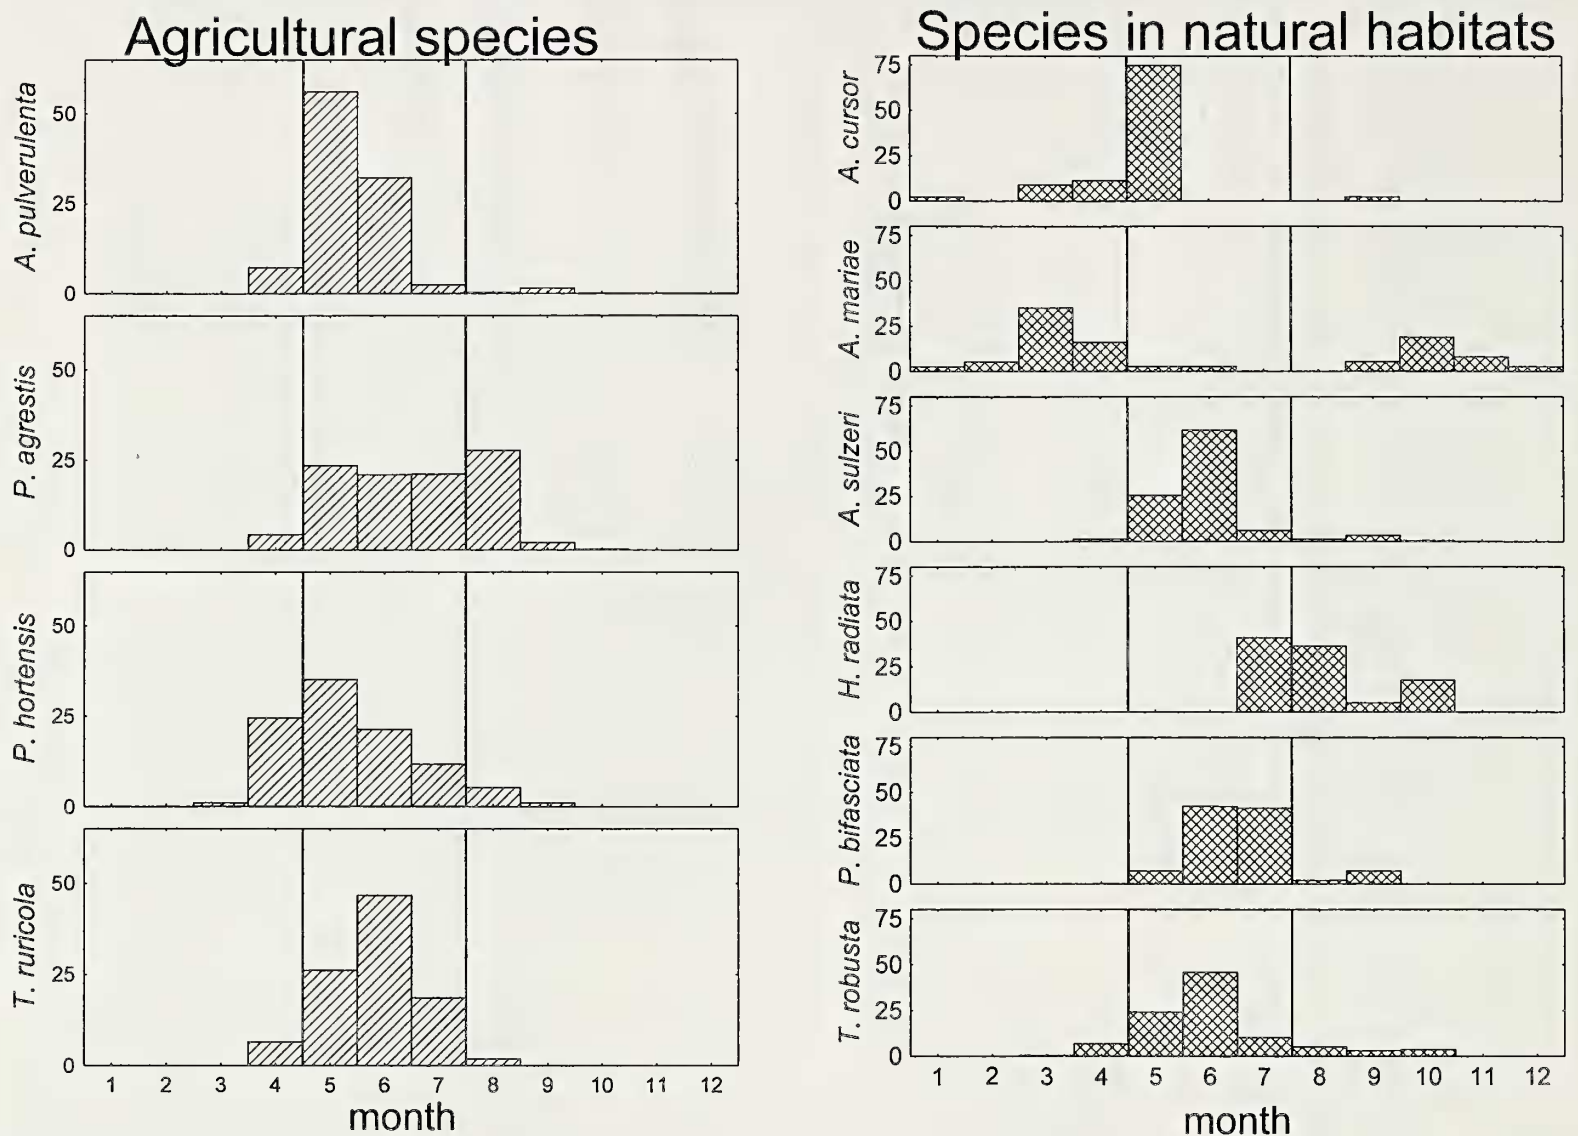 Agricultural species
A. pulverulenta
50
25
0
P. agrestis
50
25
0
P. hortensis
50
25
0
T. ruricola
50
25
0
1 2 3 4 5 6 7 8 9 10 11 12
month
Species in natural habitats
A. cursor
75
50
25
0
A. mariae
75
50
25
0
A. sulzeri
75
50
25
0
H. radiata
75
50
25
0
P. bifasciata
75
50
25
0
T. robusta
75
50
25
0
1 2 3 4 5 6 7 8 9 10 11 12
month